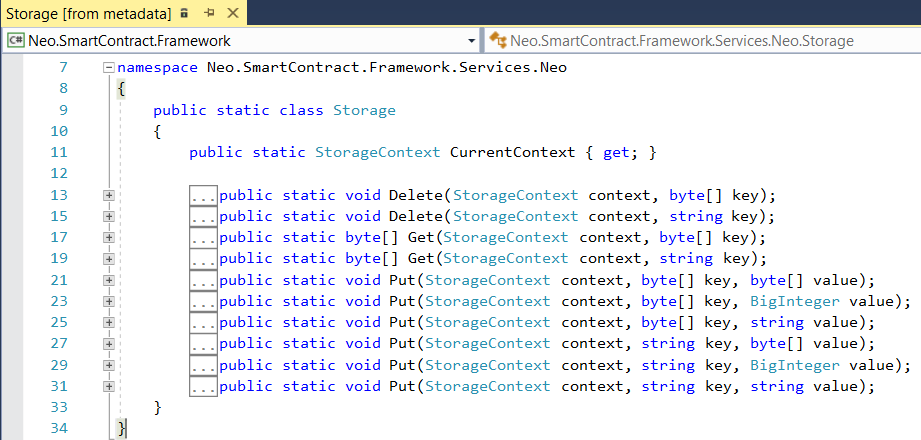 Storage [from metadata]
C# Neo.SmartContract.Framework
Neo.SmartContract.Framework.Services.Neo.Storage
7 namespace Neo.SmartContract.Framework.Services.Neo
8 {
9 public static class Storage
10 {
11 public static StorageContext CurrentContext { get; }
12
13 ...public static void Delete(StorageContext context, byte[] key);
15 ...public static void Delete(StorageContext context, string key);
17 ...public static byte[] Get(StorageContext context, byte[] key);
19 ...public static byte[] Get(StorageContext context, string key);
21 ...public static void Put(StorageContext context, byte[] key, byte[] value);
23 ...public static void Put(StorageContext context, byte[] key, BigInteger value);
25 ...public static void Put(StorageContext context, byte[] key, string value);
27 ...public static void Put(StorageContext context, string key, byte[] value);
29 ...public static void Put(StorageContext context, string key, BigInteger value);
31 ...public static void Put(StorageContext context, string key, string value);
33 }
34 }